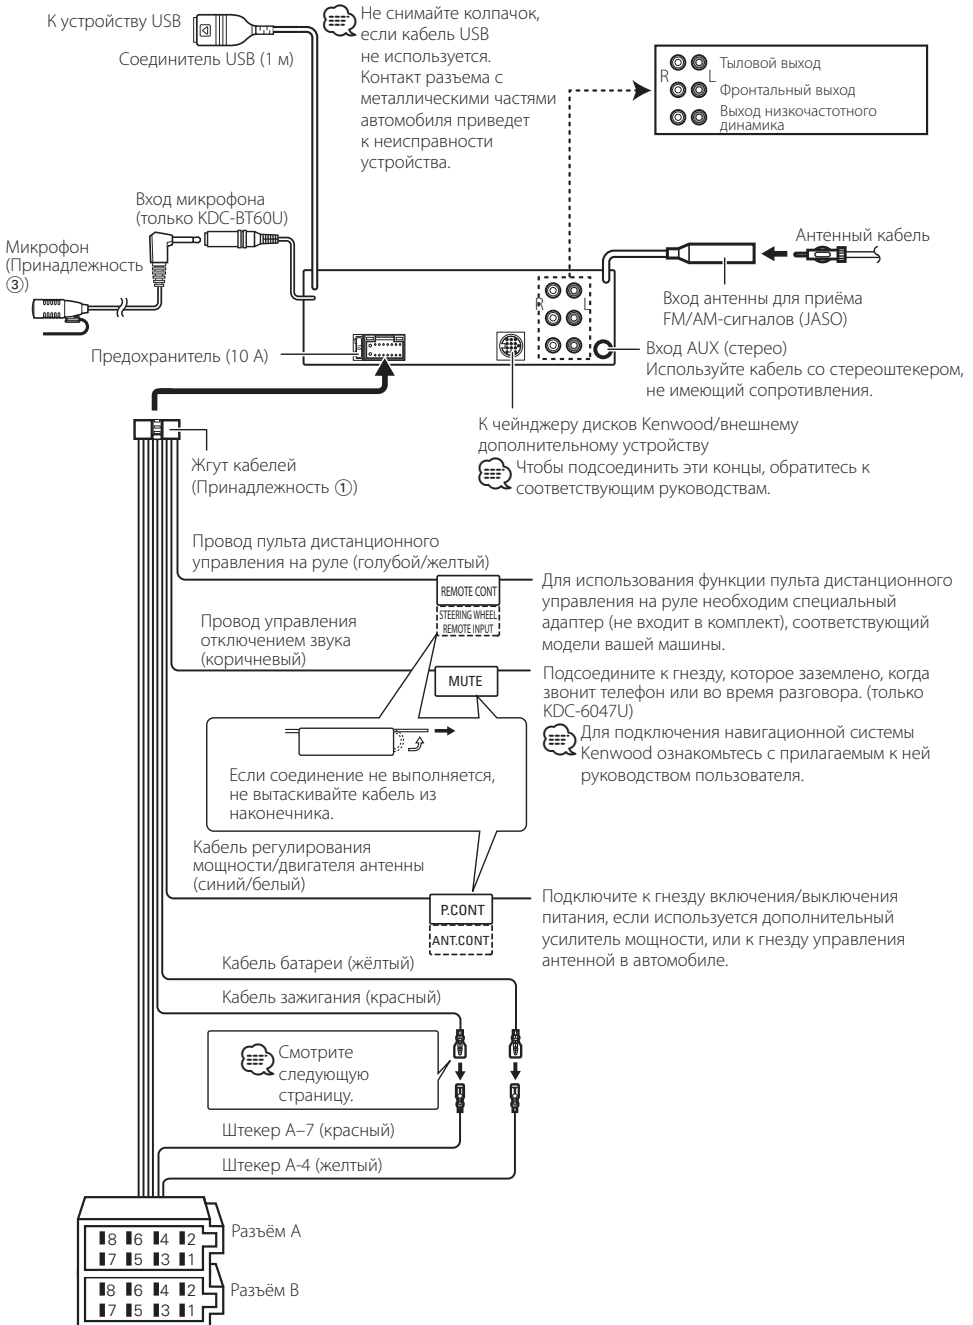 К устройству USB
Соединитель USB (1 м)
Не снимайте колпачок,
если кабель USB
не используется.
Контакт разъема с
металлическими частями
автомобиля приведет
к неисправности
устройства.
R
L
Тыловой выход
Фронтальный выход
Выход низкочастотного
динамика
Вход микрофона
(только KDC-BT60U)
Микрофон
(Принадлежность
③)
Антенный кабель
Вход антенны для приёма
FM/AM-сигналов (JASO)
R
L
Предохранитель (10 А)
Вход AUX (стерео)
Используйте кабель со стереоштекером,
не имеющий сопротивления.
К чейнджеру дисков Kenwood/внешнему
дополнительному устройству
Чтобы подсоединить эти концы, обратитесь к
соответствующим руководствам.
Жгут кабелей
(Принадлежность ①)
Провод пульта дистанционного
управления на руле (голубой/желтый)
REMOTE CONT
STEERING WHEEL
REMOTE INPUT
Для использования функции пульта дистанционного
управления на руле необходим специальный
адаптер (не входит в комплект), соответствующий
модели вашей машины.
Провод управления
отключением звука
(коричневый)
MUTE
Подсоедините к гнезду, которое заземлено, когда
звонит телефон или во время разговора. (только
KDC-6047U)
Для подключения навигационной системы
Kenwood ознакомьтесь с прилагаемым к ней
руководством пользователя.
Если соединение не выполняется,
не вытаскивайте кабель из
наконечника.
Кабель регулирования
мощности/двигателя антенны
(синий/белый)
P.CONT
ANT.CONT
Подключите к гнезду включения/выключения
питания, если используется дополнительный
усилитель мощности, или к гнезду управления
антенной в автомобиле.
Кабель батареи (жёлтый)
Кабель зажигания (красный)
Смотрите
следующую
страницу.
Штекер А–7 (красный)
Штекер А-4 (желтый)
Разъём А
8 6 4 2
7 5 3 1
Разъём В
8 6 4 2
7 5 3 1